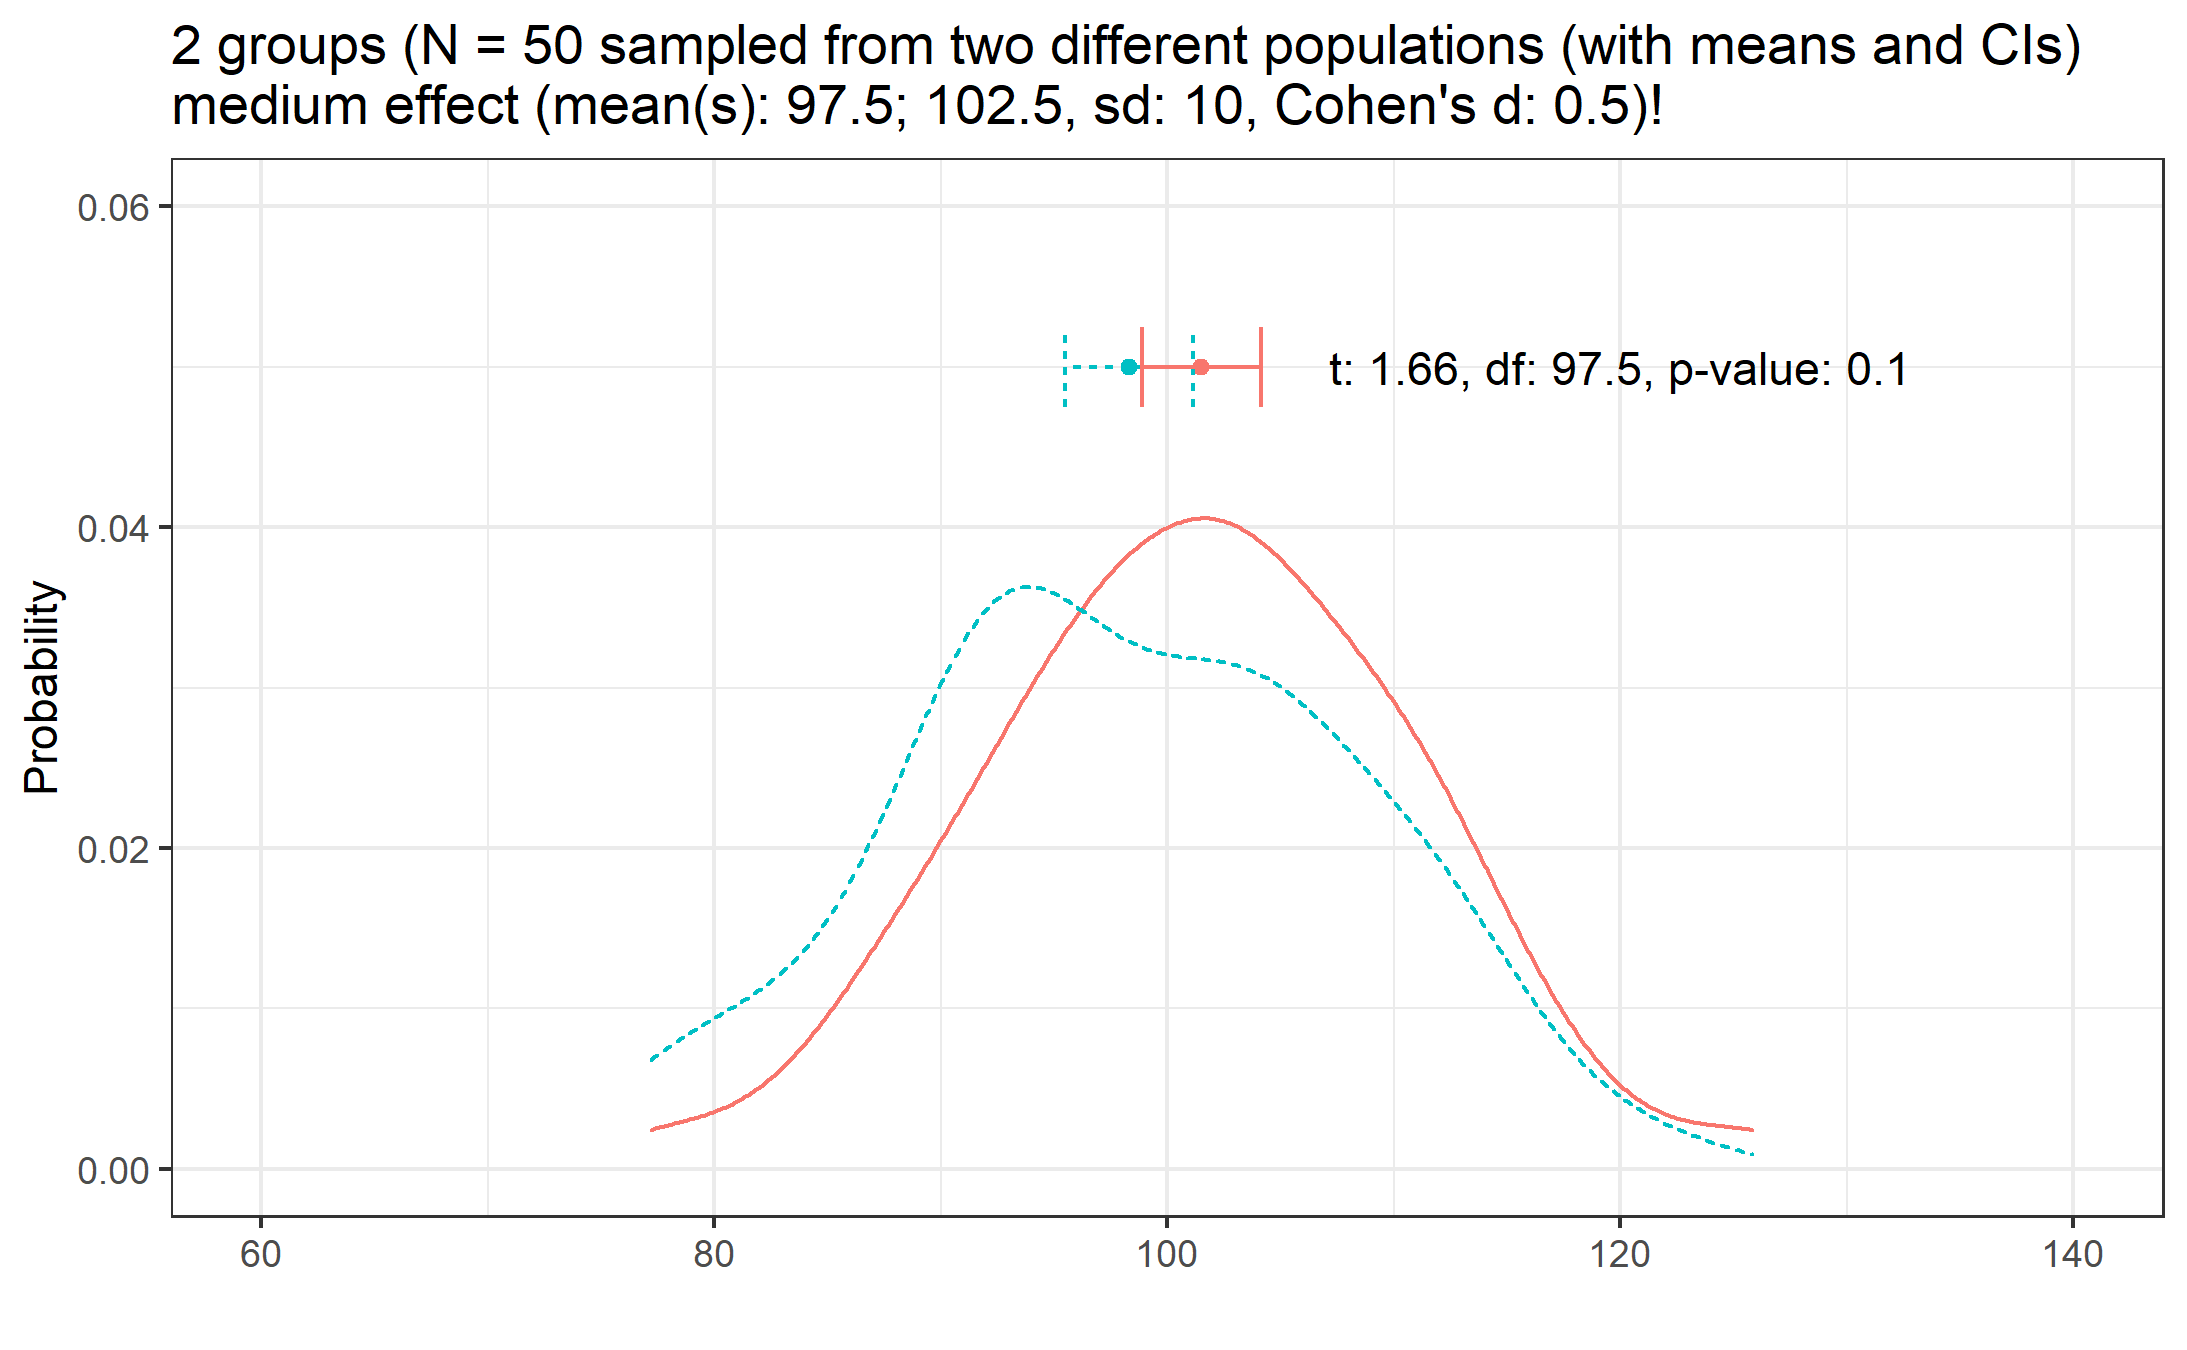 2 groups (N = 50 sampled from two different populations (with means and CIs)
medium effect (mean(s): 97.5; 102.5, sd: 10, Cohen's d: 0.5)!
0.06
t: 1.66, df: 97.5, p-value: 0.1
0.04
Probability
0.02
0.00
60 80 100 120 140